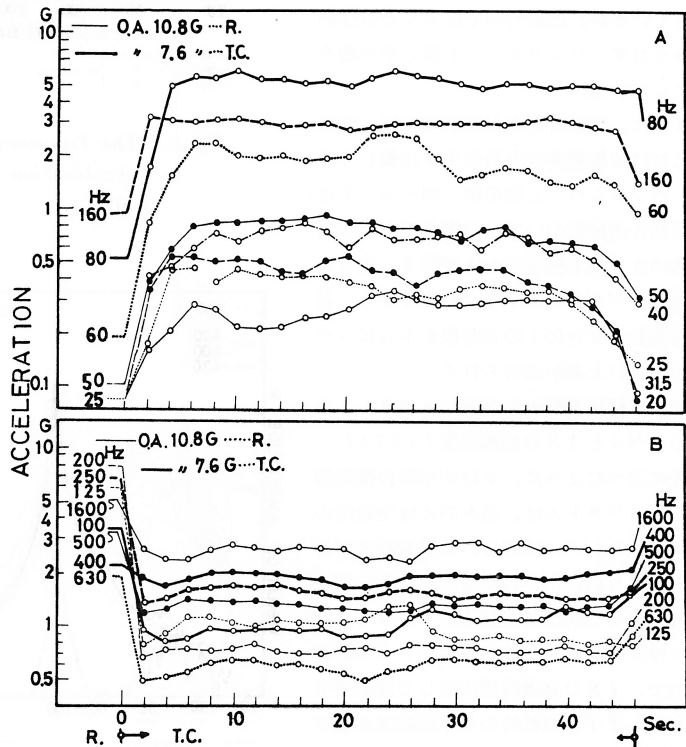 G
10
5
4
3
2
1
0.5
0.1
O.A. 10.8 G R.
" 7.6 " T.C.
A
Hz
160
80
60
50
25
Hz
80
160
60
50
40
25
31.5
20
ACCELERATION
G
10
5
4
3
2
1
0.5
O.A. 10.8 G R.
" 7.6 G T.C.
B
Hz
200
250
125
1600
100
500
400
630
Hz
1600
400
500
250
100
200
630
125
0 10 20 30 40 Sec.
R. T.C.